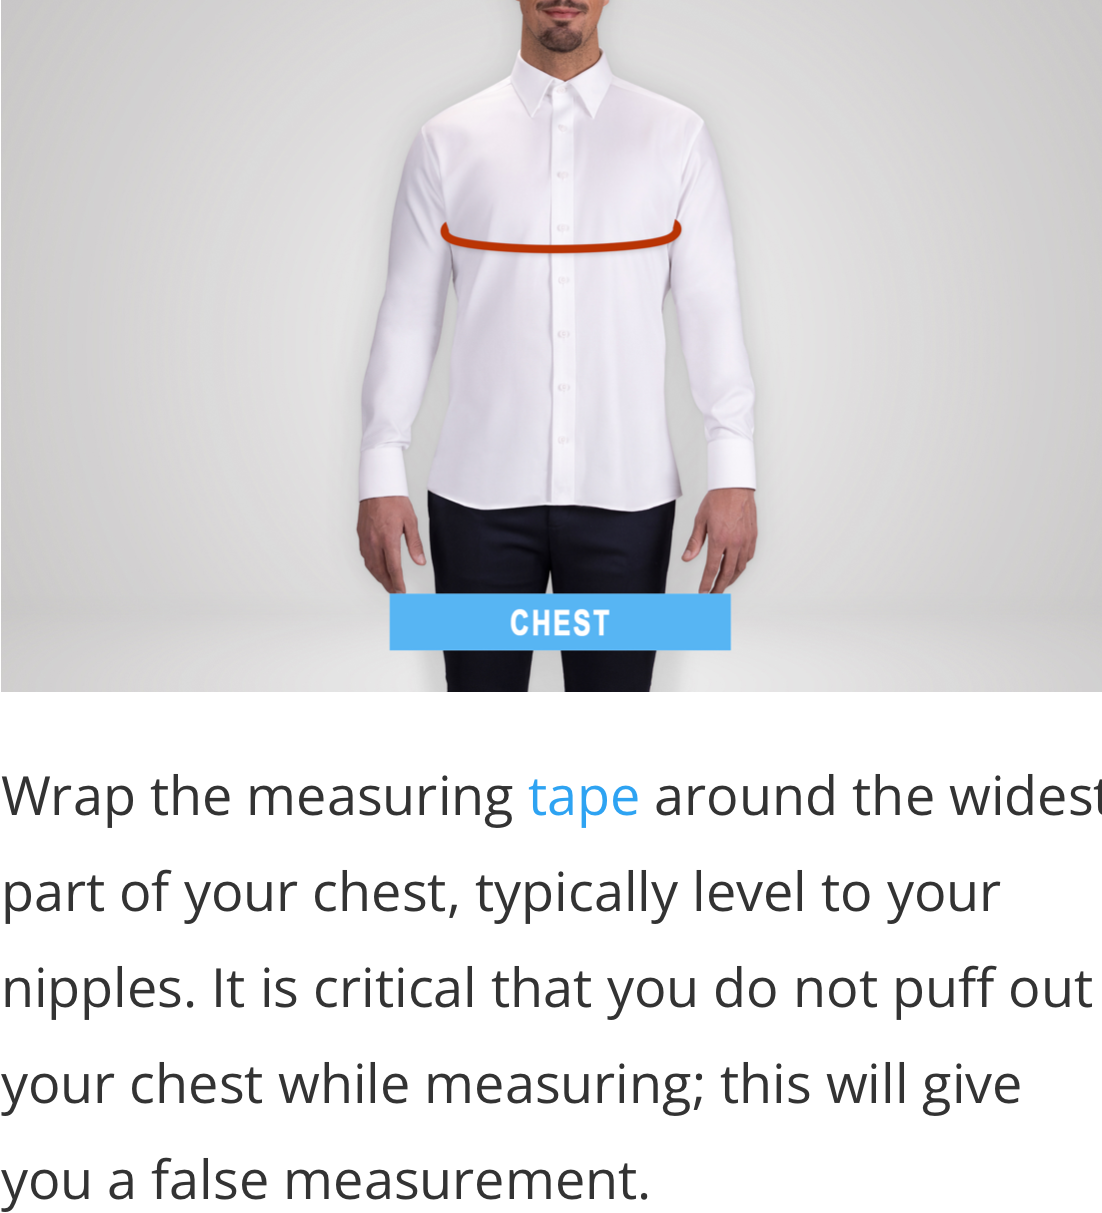 CHEST
Wrap the measuring tape around the widest
part of your chest, typically level to your
nipples. It is critical that you do not puff out
your chest while measuring; this will give
you a false measurement.